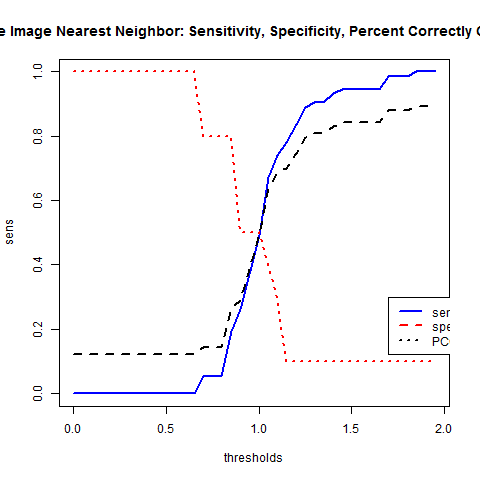 e Image Nearest Neighbor: Sensitivity, Specificity, Percent Correctly C
1.0
0.8
0.6
0.4
0.2
0.0
sens
sen
spe
PC
0.0 0.5 1.0 1.5 2.0
thresholds